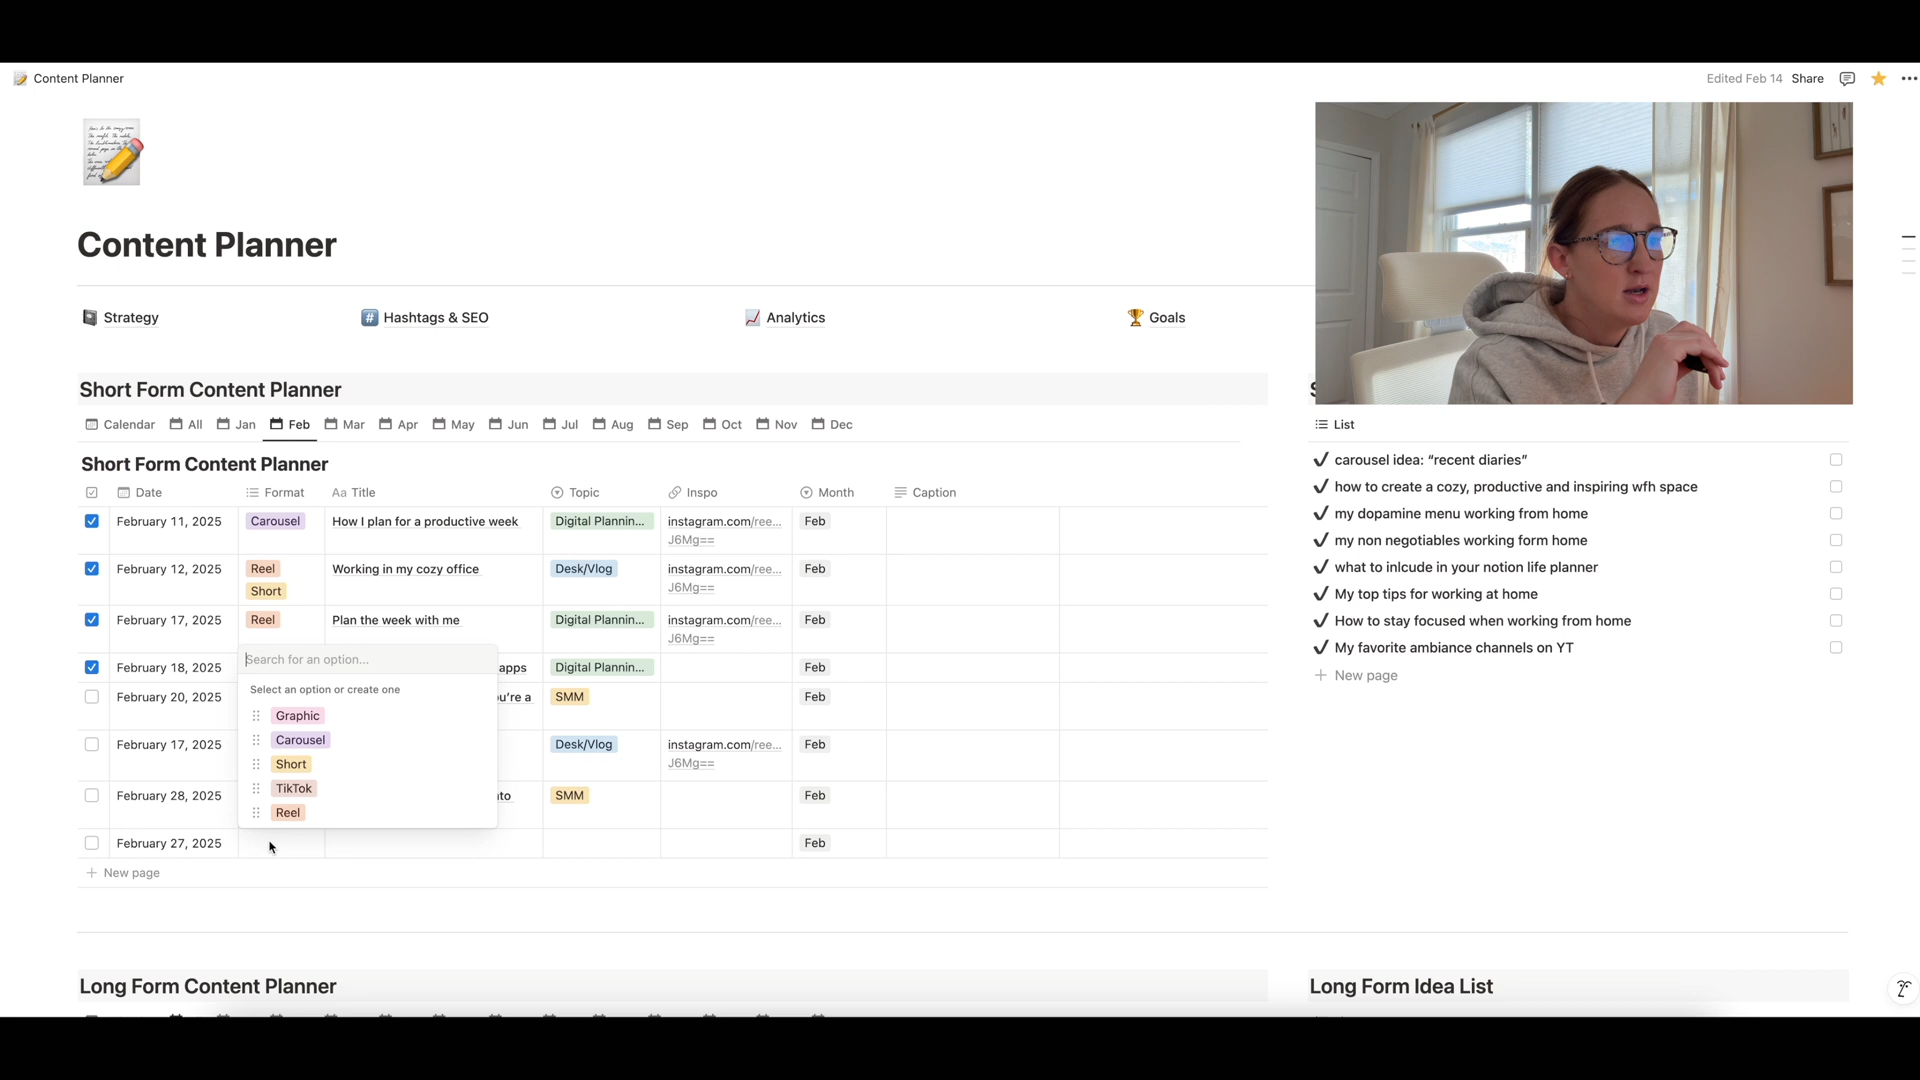 Content Planner
Edited Feb 14 Share
Content Planner
Strategy
# Hashtags & SEO
Analytics
Goals
Short Form Content Planner
Calendar All Jan Feb Mar Apr May Jun Jul Aug Sep Oct Nov Dec
Short Form Content Planner
Date Format Aa Title Topic Inspo Month Caption
February 11, 2025 Carousel How I plan for a productive week Digital Plannin... instagram.com/ree... Feb
J6Mg==
February 12, 2025 Reel Working in my cozy office Desk/Vlog instagram.com/ree... Feb
Short J6Mg==
February 17, 2025 Reel Plan the week with me Digital Plannin... instagram.com/ree... Feb
J6Mg==
February 18, 2025 apps Digital Plannin... Feb
February 20, 2025 u're a SMM Feb
February 17, 2025 Desk/Vlog instagram.com/ree... Feb
J6Mg==
February 28, 2025 to SMM Feb
February 27, 2025 Feb
New page
Search for an option...
Select an option or create one
Graphic
Carousel
Short
TikTok
Reel
List
carousel idea: “recent diaries”
how to create a cozy, productive and inspiring wfh space
my dopamine menu working from home
my non negotiables working form home
what to inlcude in your notion life planner
My top tips for working at home
How to stay focused when working from home
My favorite ambiance channels on YT
New page
Long Form Content Planner
Long Form Idea List